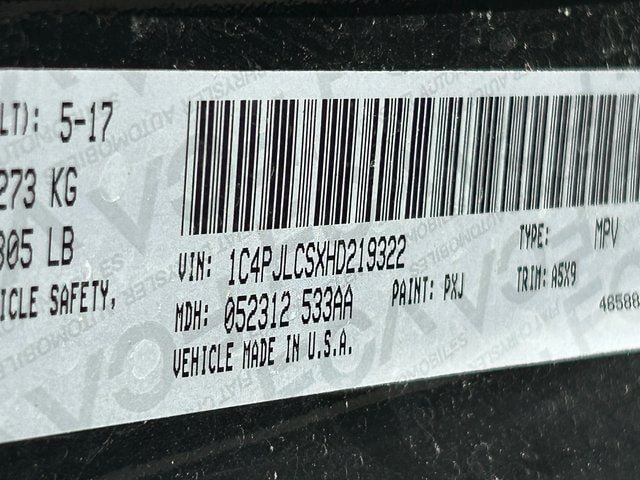 LT): 5-17
273 KG
305 LB
ICLE SAFETY,
VIN: 1C4PJLCSXHD219322
TYPE: MPV
MDH: 052312 533AA
PAINT: PXJ
TRIM: A5X9
46588
VEHICLE MADE IN U.S.A.